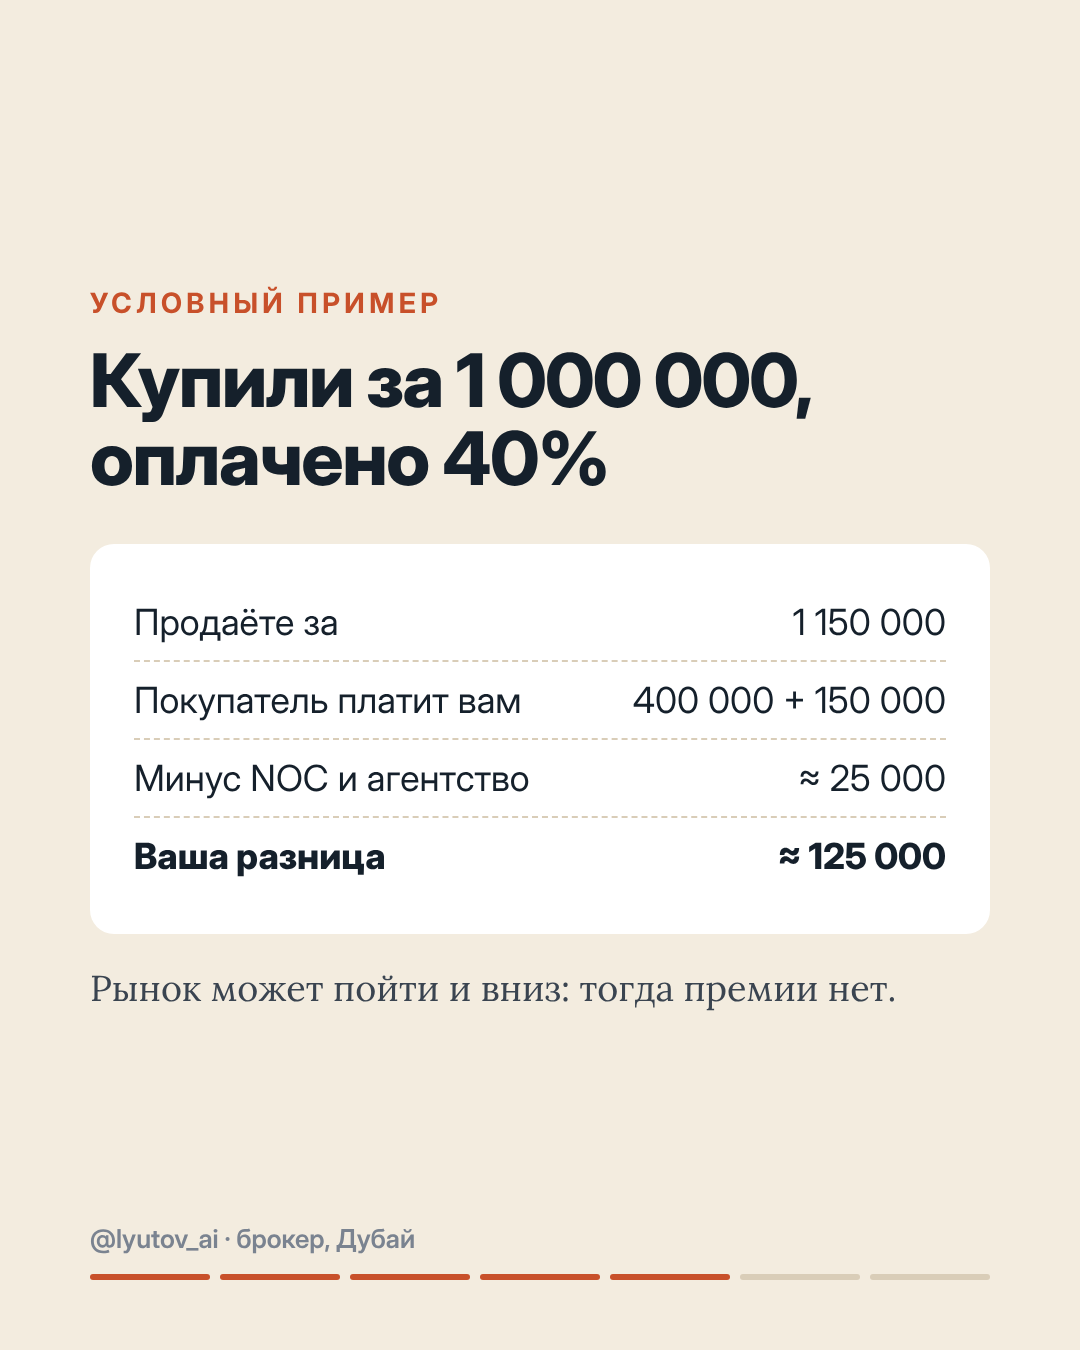 УСЛОВНЫЙ ПРИМЕР
Купили за 1 000 000,
оплачено 40%
Продаёте за 1 150 000
Покупатель платит вам 400 000 + 150 000
Минус NOC и агентство ≈ 25 000
Ваша разница ≈ 125 000
Рынок может пойти и вниз: тогда премии нет.
@lyutov_ai · брокер, Дубай